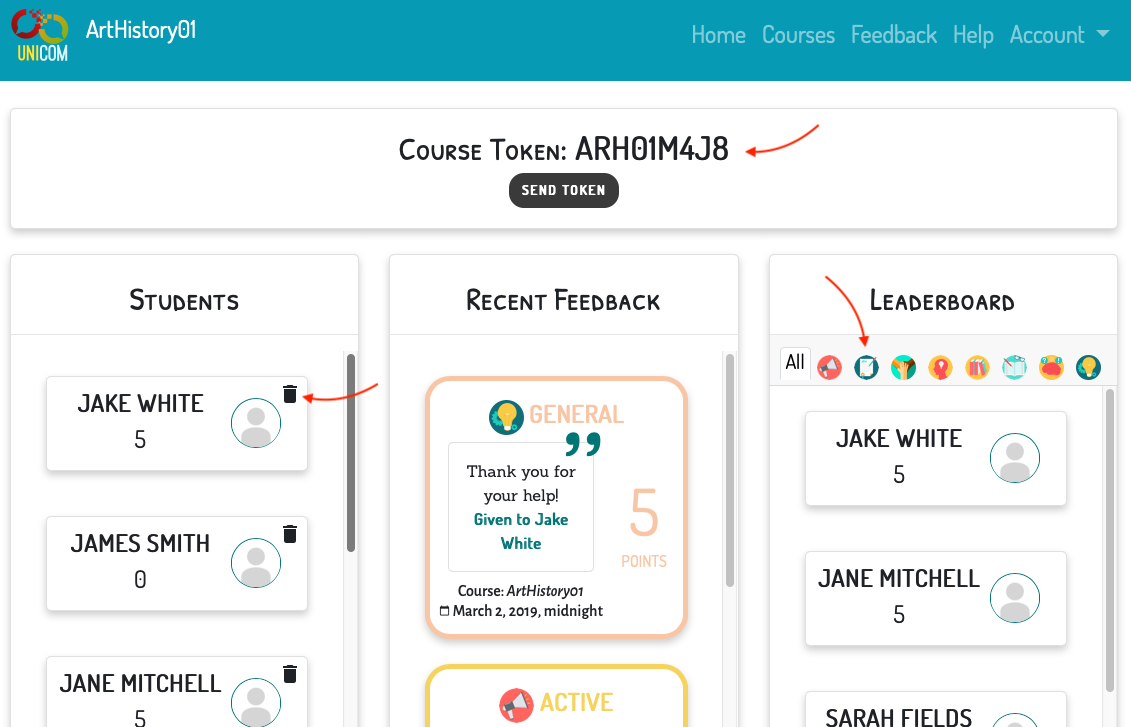 UNICOM
ArtHistory01
Home Courses Feedback Help Account
Course Token: ARH01M4J8
SEND TOKEN
Students
JAKE WHITE
5
JAMES SMITH
0
JANE MITCHELL
5
Recent Feedback
GENERAL
Thank you for
your help!
Given to Jake
White
5
POINTS
Course: ArtHistory01
March 2, 2019, midnight
ACTIVE
Leaderboard
All
JAKE WHITE
5
JANE MITCHELL
5
SARAH FIELDS